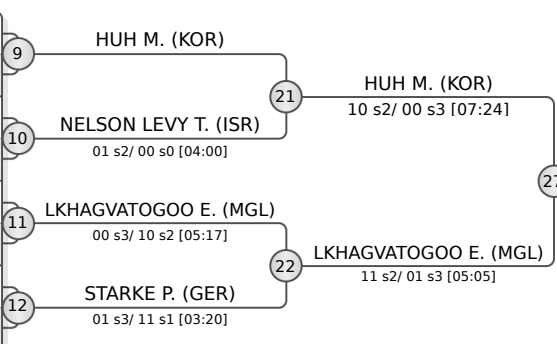 9
HUH M. (KOR)
21
HUH M. (KOR)
10 s2/ 00 s3 [07:24]
10
NELSON LEVY T. (ISR)
01 s2/ 00 s0 [04:00]
27
11
LKHAGVATOGOO E. (MGL)
00 s3/ 10 s2 [05:17]
22
LKHAGVATOGOO E. (MGL)
11 s2/ 01 s3 [05:05]
12
STARKE P. (GER)
01 s3/ 11 s1 [03:20]